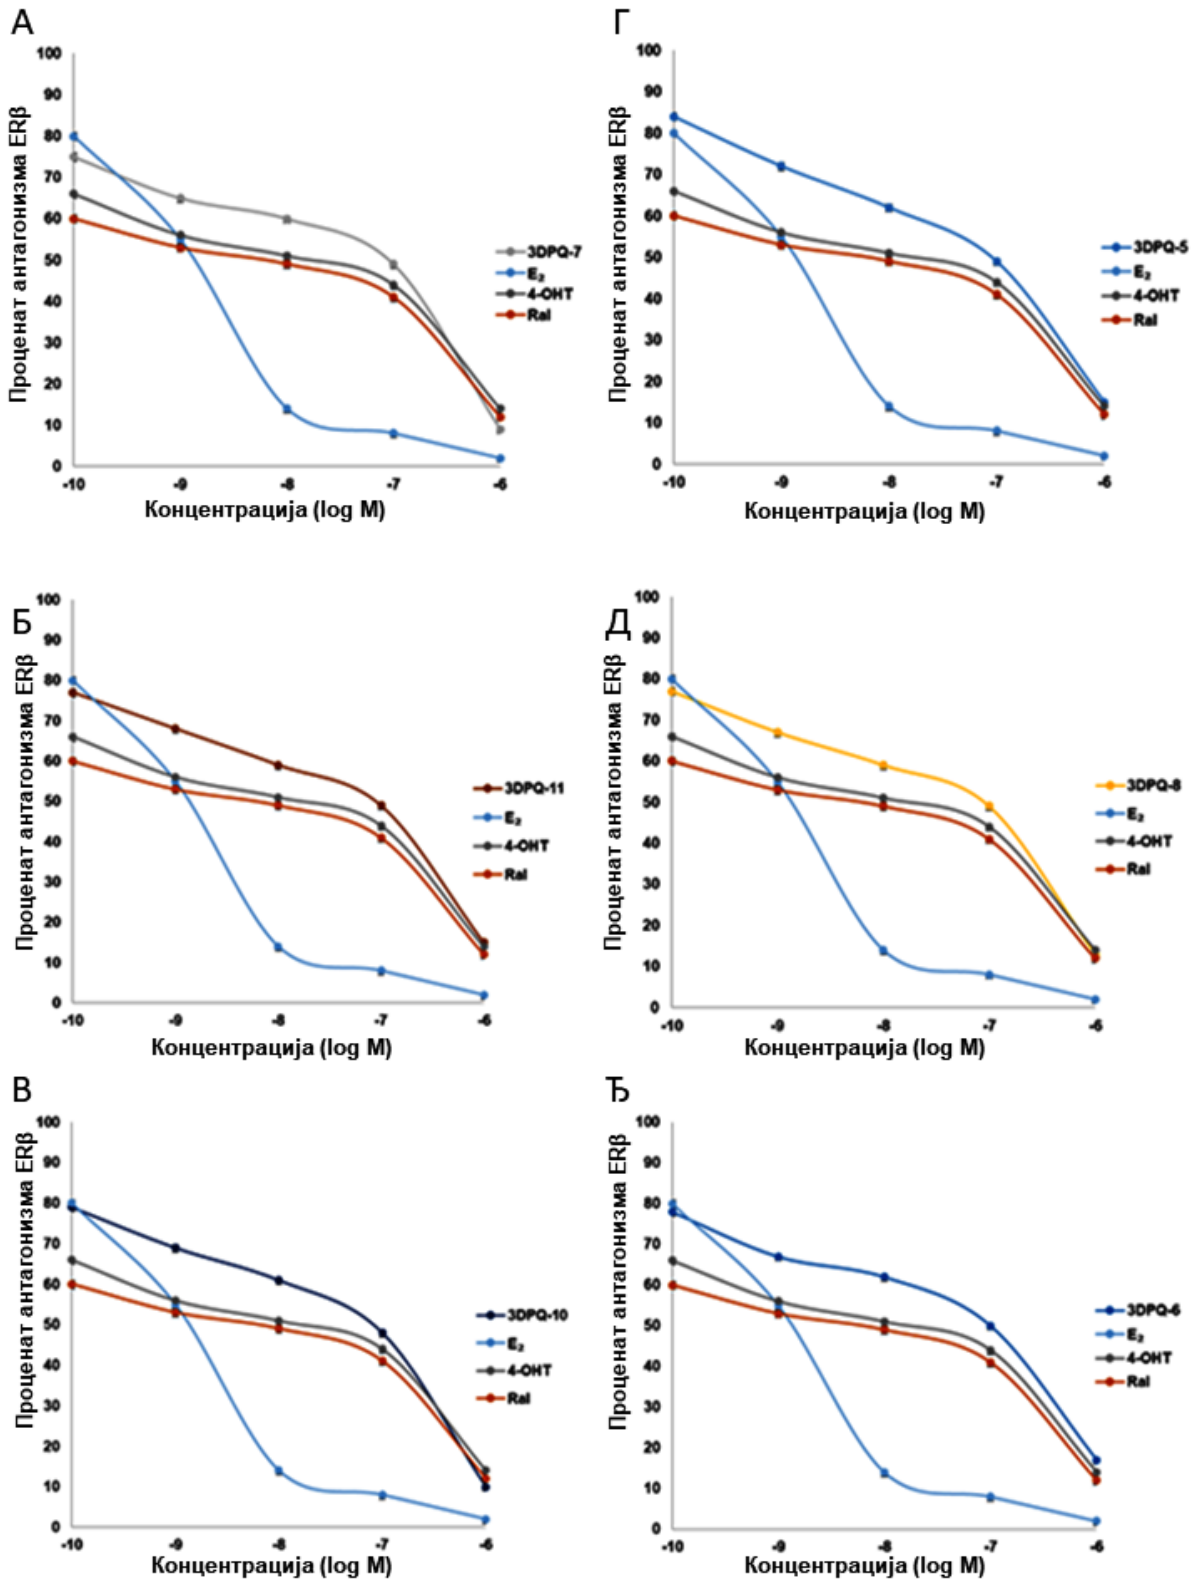 А
100
90
80
70
60
50
40
30
20
10
0
-10 -9 -8 -7 -6
Проценат антагонизма ERβ
Концентрација (log M)
3DPQ-7
E₂
4-OHT
Ral
Г
100
90
80
70
60
50
40
30
20
10
0
-10 -9 -8 -7 -6
Проценат антагонизма ERβ
Концентрација (log M)
3DPQ-5
E₂
4-OHT
Ral
Б
100
90
80
70
60
50
40
30
20
10
0
-10 -9 -8 -7 -6
Проценат антагонизма ERβ
Концентрација (log M)
3DPQ-11
E₂
4-OHT
Ral
Д
100
90
80
70
60
50
40
30
20
10
0
-10 -9 -8 -7 -6
Проценат антагонизма ERβ
Концентрација (log M)
3DPQ-8
E₂
4-OHT
Ral
В
100
90
80
70
60
50
40
30
20
10
0
-10 -9 -8 -7 -6
Проценат антагонизма ERβ
Концентрација (log M)
3DPQ-10
E₂
4-OHT
Ral
Ђ
100
90
80
70
60
50
40
30
20
10
0
-10 -9 -8 -7 -6
Проценат антагонизма ERβ
Концентрација (log M)
3DPQ-6
E₂
4-OHT
Ral